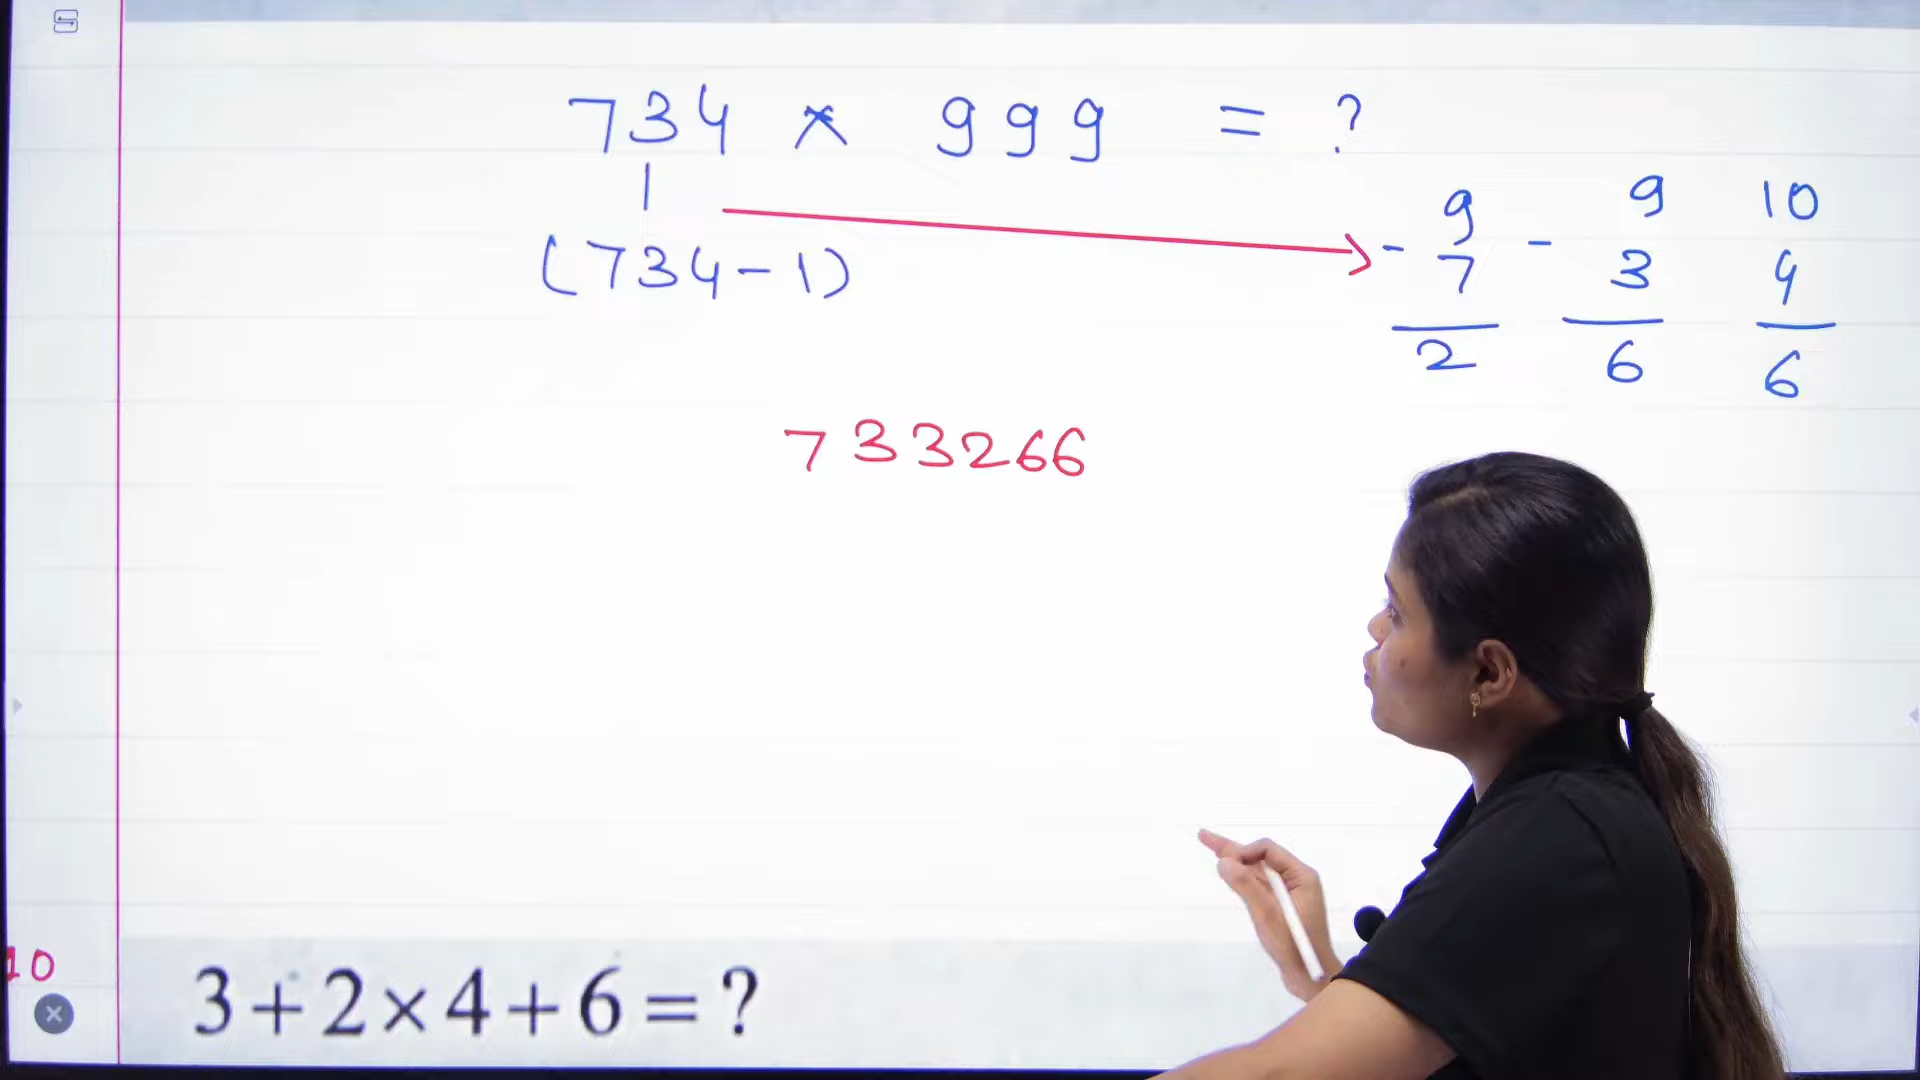 734 × 999 = ?
(734-1)
- 9 - 9 10
7 3 4
2 6 6
733266
10
3+2×4+6=?